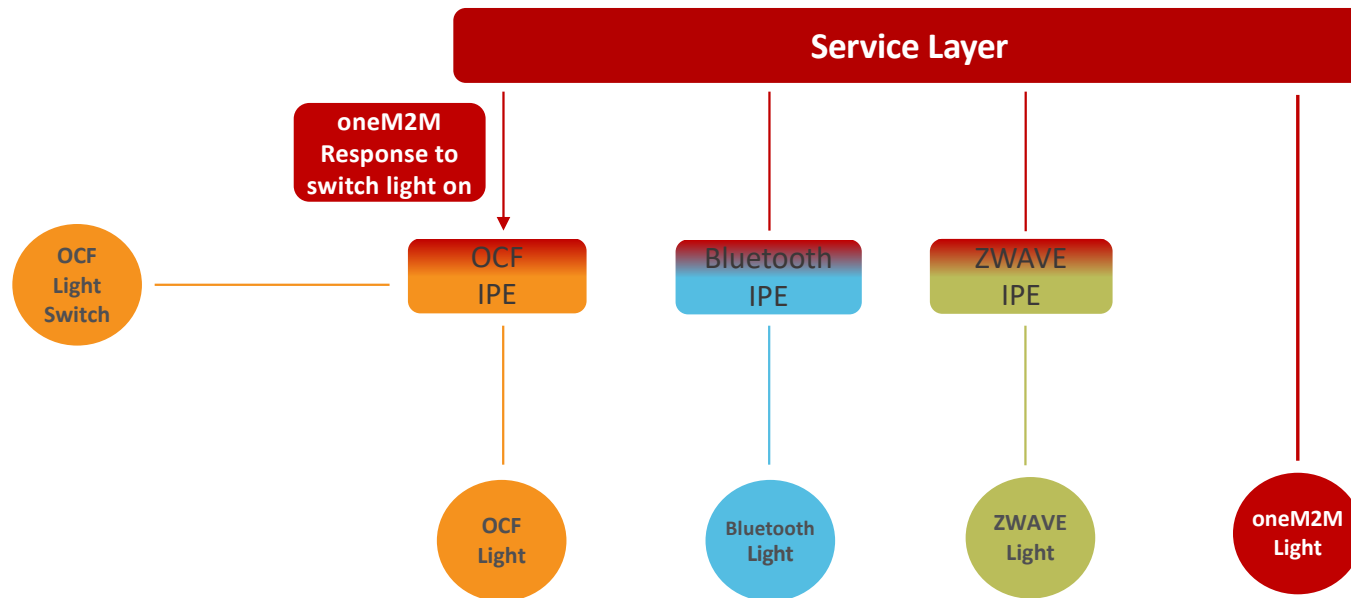 Service Layer
oneM2M
Response to
switch light on
OCF
Light
Switch
OCF
IPE
Bluetooth
IPE
ZWAVE
IPE
OCF
Light
Bluetooth
Light
ZWAVE
Light
oneM2M
Light